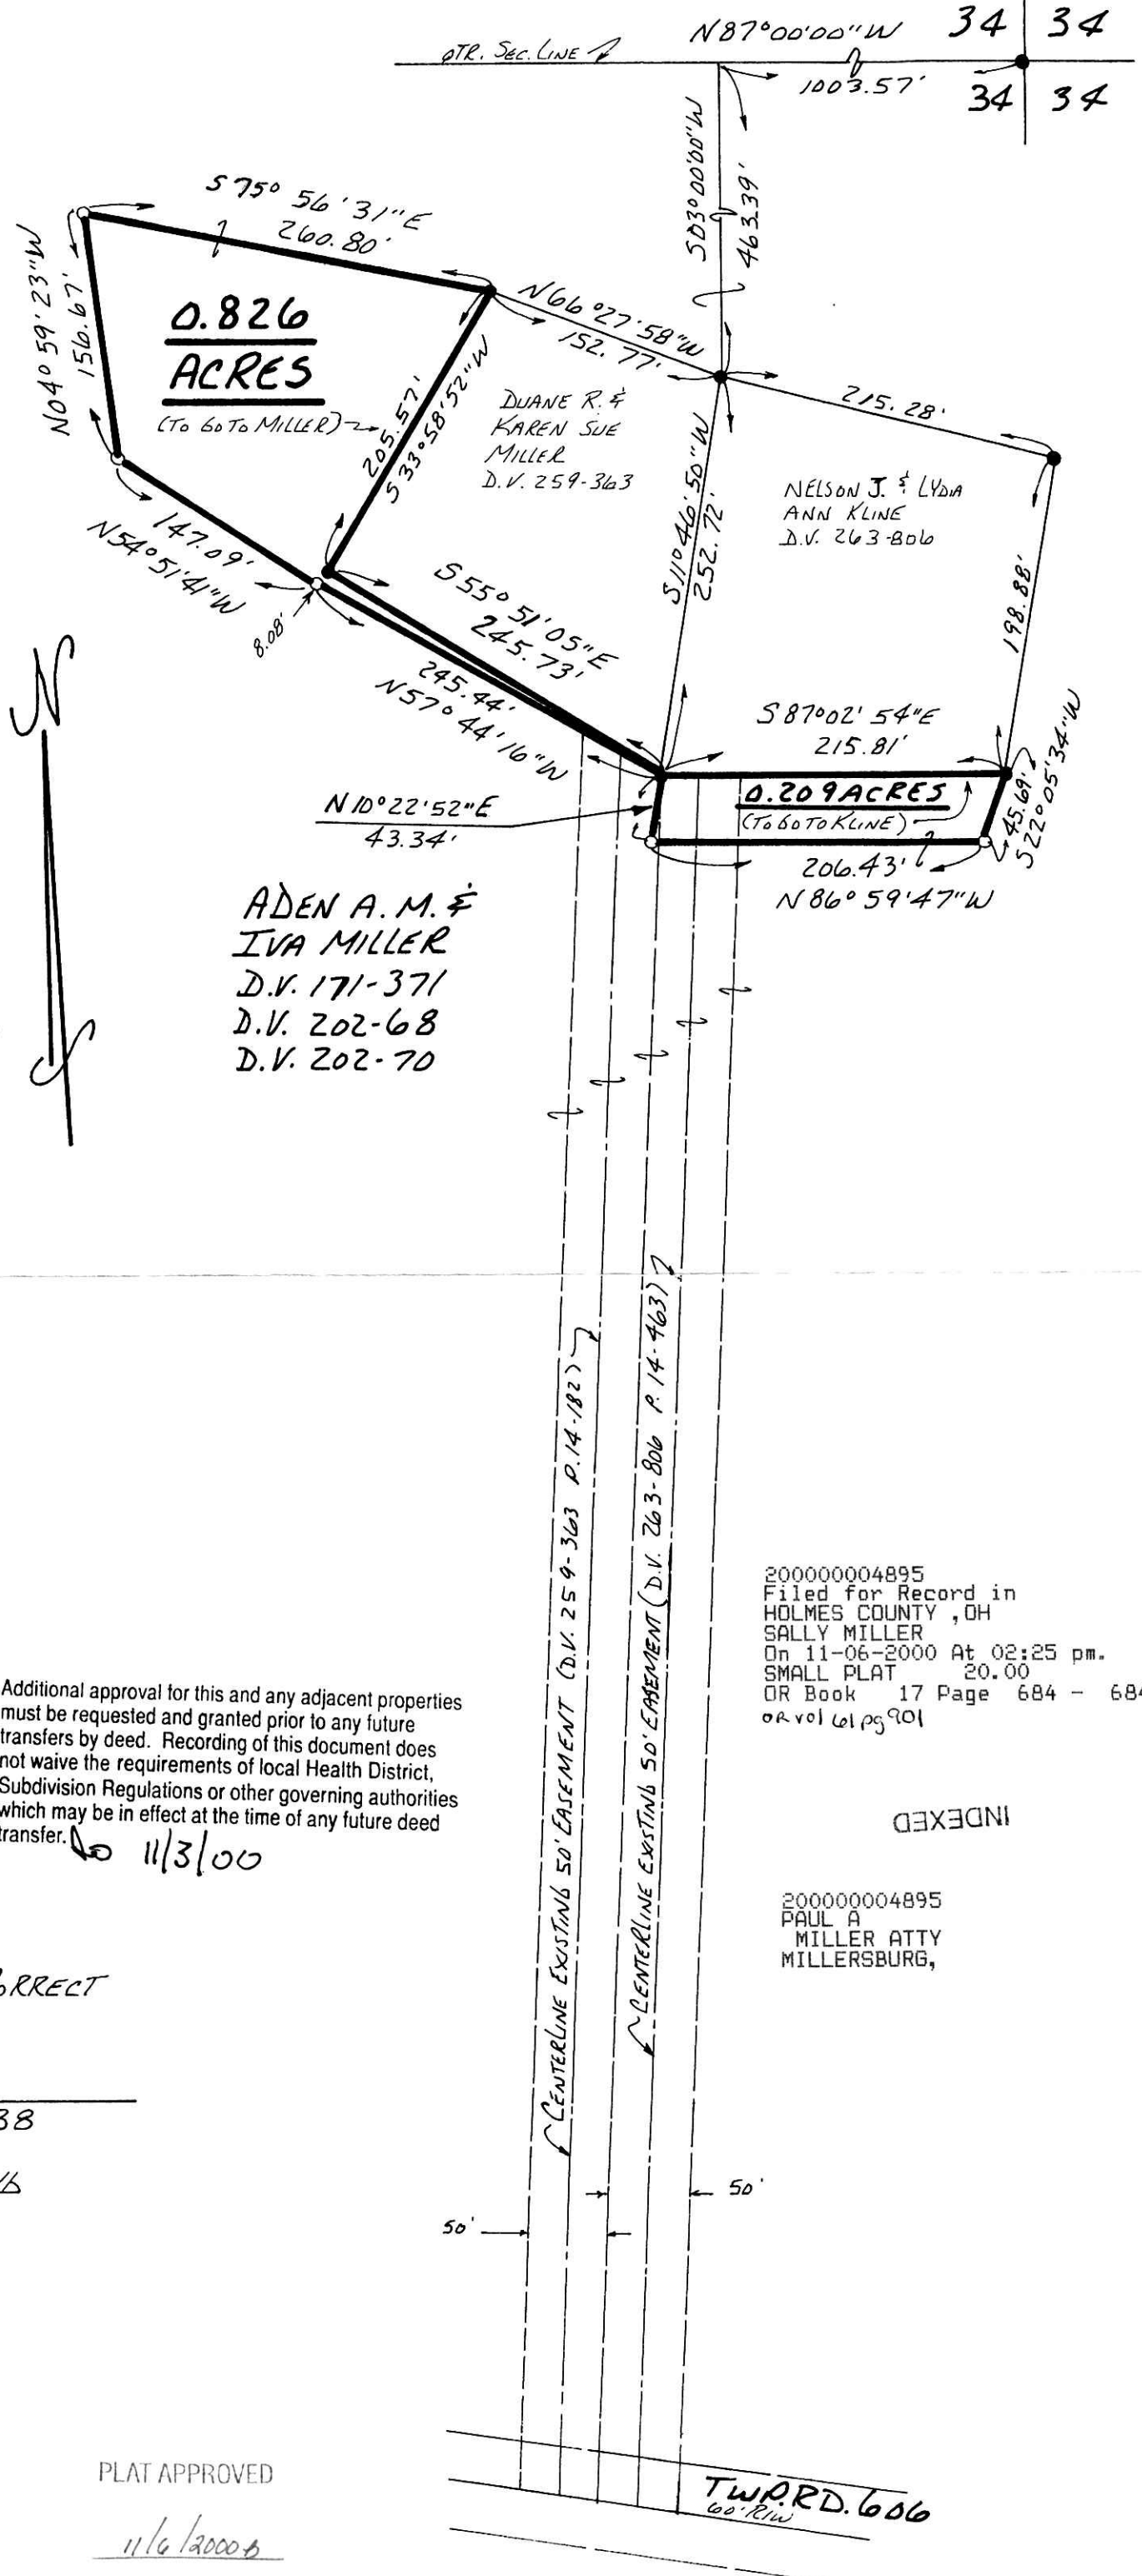 N87°00'00"W
34 34
QTR. SEC. LINE
1003.57'
34 34
S03°00'00"W
463.39'
S75°56'31"E
260.80'
N04°59'23"W
156.67'
0.826
ACRES
(TO GO TO MILLER)
N66°27'58"W
152.77'
205.57'
S33°58'52"W
DUANE R. &
KAREN SUE
MILLER
D.V. 259-363
215.28'
NELSON J. & LYDIA
ANN KLINE
D.V. 263-806
S11°46'50"W
252.72'
198.88'
147.09'
N54°51'41"W
8.08'
S55°51'05"E
245.73'
245.44'
N57°44'16"W
N
S87°02'54"E
215.81'
0.209 ACRES
(TO GO TO KLINE)
45.69'
S22°05'34"W
N10°22'52"E
43.34'
206.43'
N86°59'47"W
ADEN A. M. &
IVA MILLER
D.V. 171-371
D.V. 202-68
D.V. 202-70
CENTERLINE EXISTING 50' EASEMENT (D.V. 259-363 P.14-182)
CENTERLINE EXISTING 50' EASEMENT (D.V. 263-806 P.14-463)
200000004895
Filed for Record in
HOLMES COUNTY ,OH
SALLY MILLER
On 11-06-2000 At 02:25 pm.
SMALL PLAT 20.00
OR Book 17 Page 684 - 684
OR vol 61 pg 901
Additional approval for this and any adjacent properties
must be requested and granted prior to any future
transfers by deed. Recording of this document does
not waive the requirements of local Health District,
Subdivision Regulations or other governing authorities
which may be in effect at the time of any future deed
transfer. 11/3/00
INDEXED
200000004895
PAUL A
MILLER ATTY
MILLERSBURG,
ORRECT
38
50'
50'
TWP. RD. 606
60' R/W
PLAT APPROVED
11/6/2000